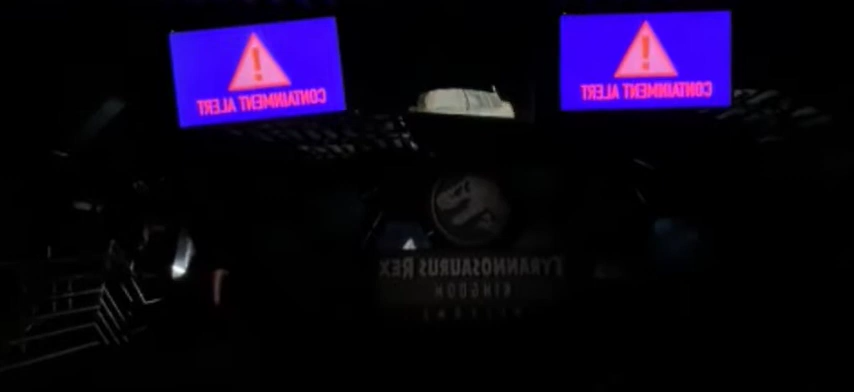 CONTAINMENT ALERT
CONTAINMENT ALERT
TYRANNOSAURUS REX
KINGDOM